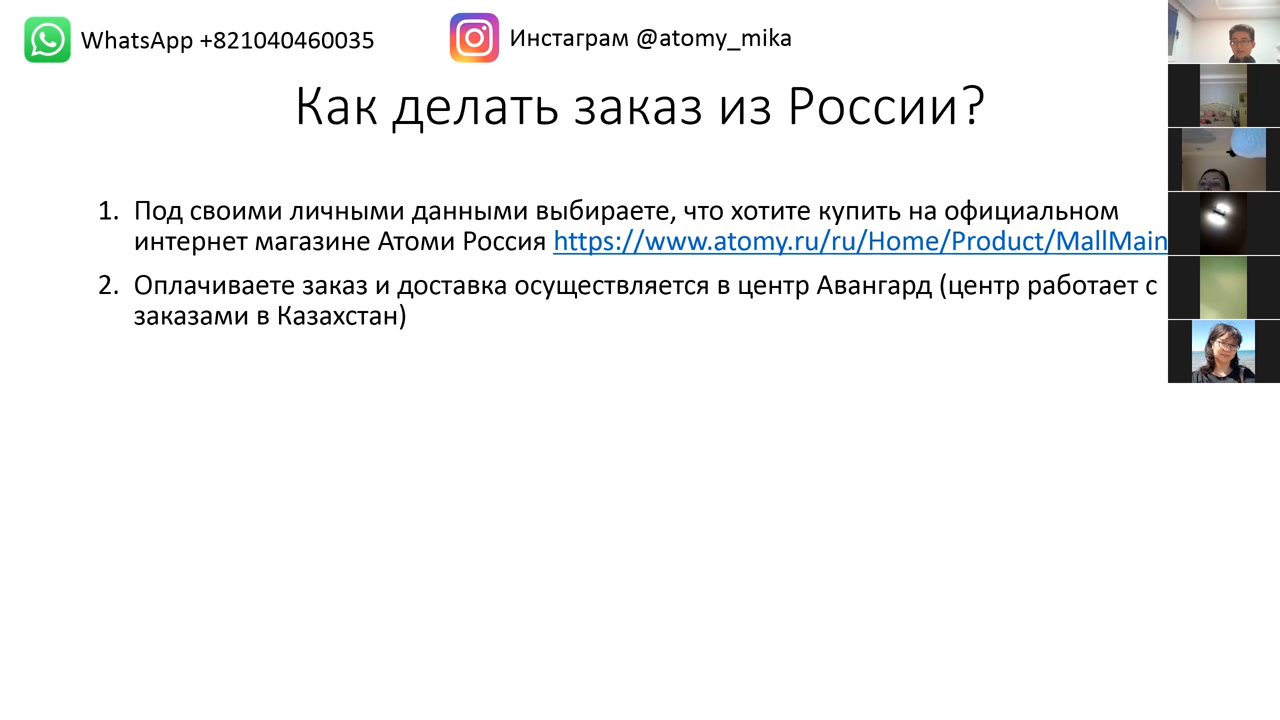 WhatsApp +821040460035
Инстаграм @atomy_mika
Как делать заказ из России?
1. Под своими личными данными выбираете, что хотите купить на официальном
интернет магазине Атоми Россия https://www.atomy.ru/ru/Home/Product/MallMain
2. Оплачиваете заказ и доставка осуществляется в центр Авангард (центр работает с
заказами в Казахстан)